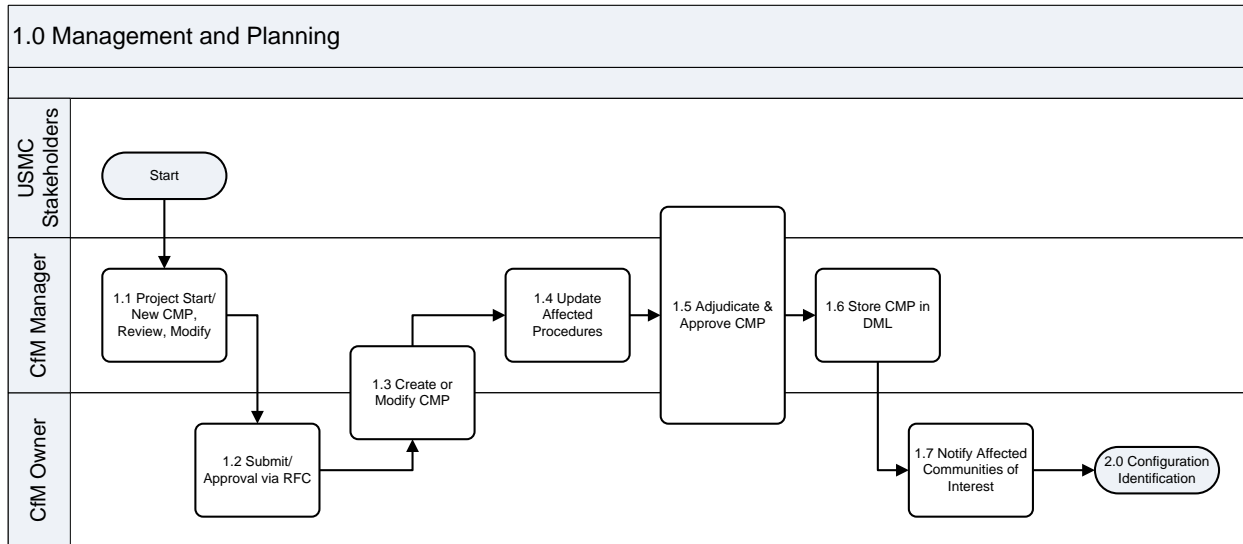 1.0 Management and Planning
USMC
Stakeholders
Start
CfM Manager
1.1 Project Start/
New CMP,
Review, Modify
1.3 Create or
Modify CMP
1.4 Update
Affected
Procedures
1.5 Adjudicate &
Approve CMP
1.6 Store CMP in
DML
CfM Owner
1.2 Submit/
Approval via RFC
1.7 Notify Affected
Communities of
Interest
2.0 Configuration
Identification